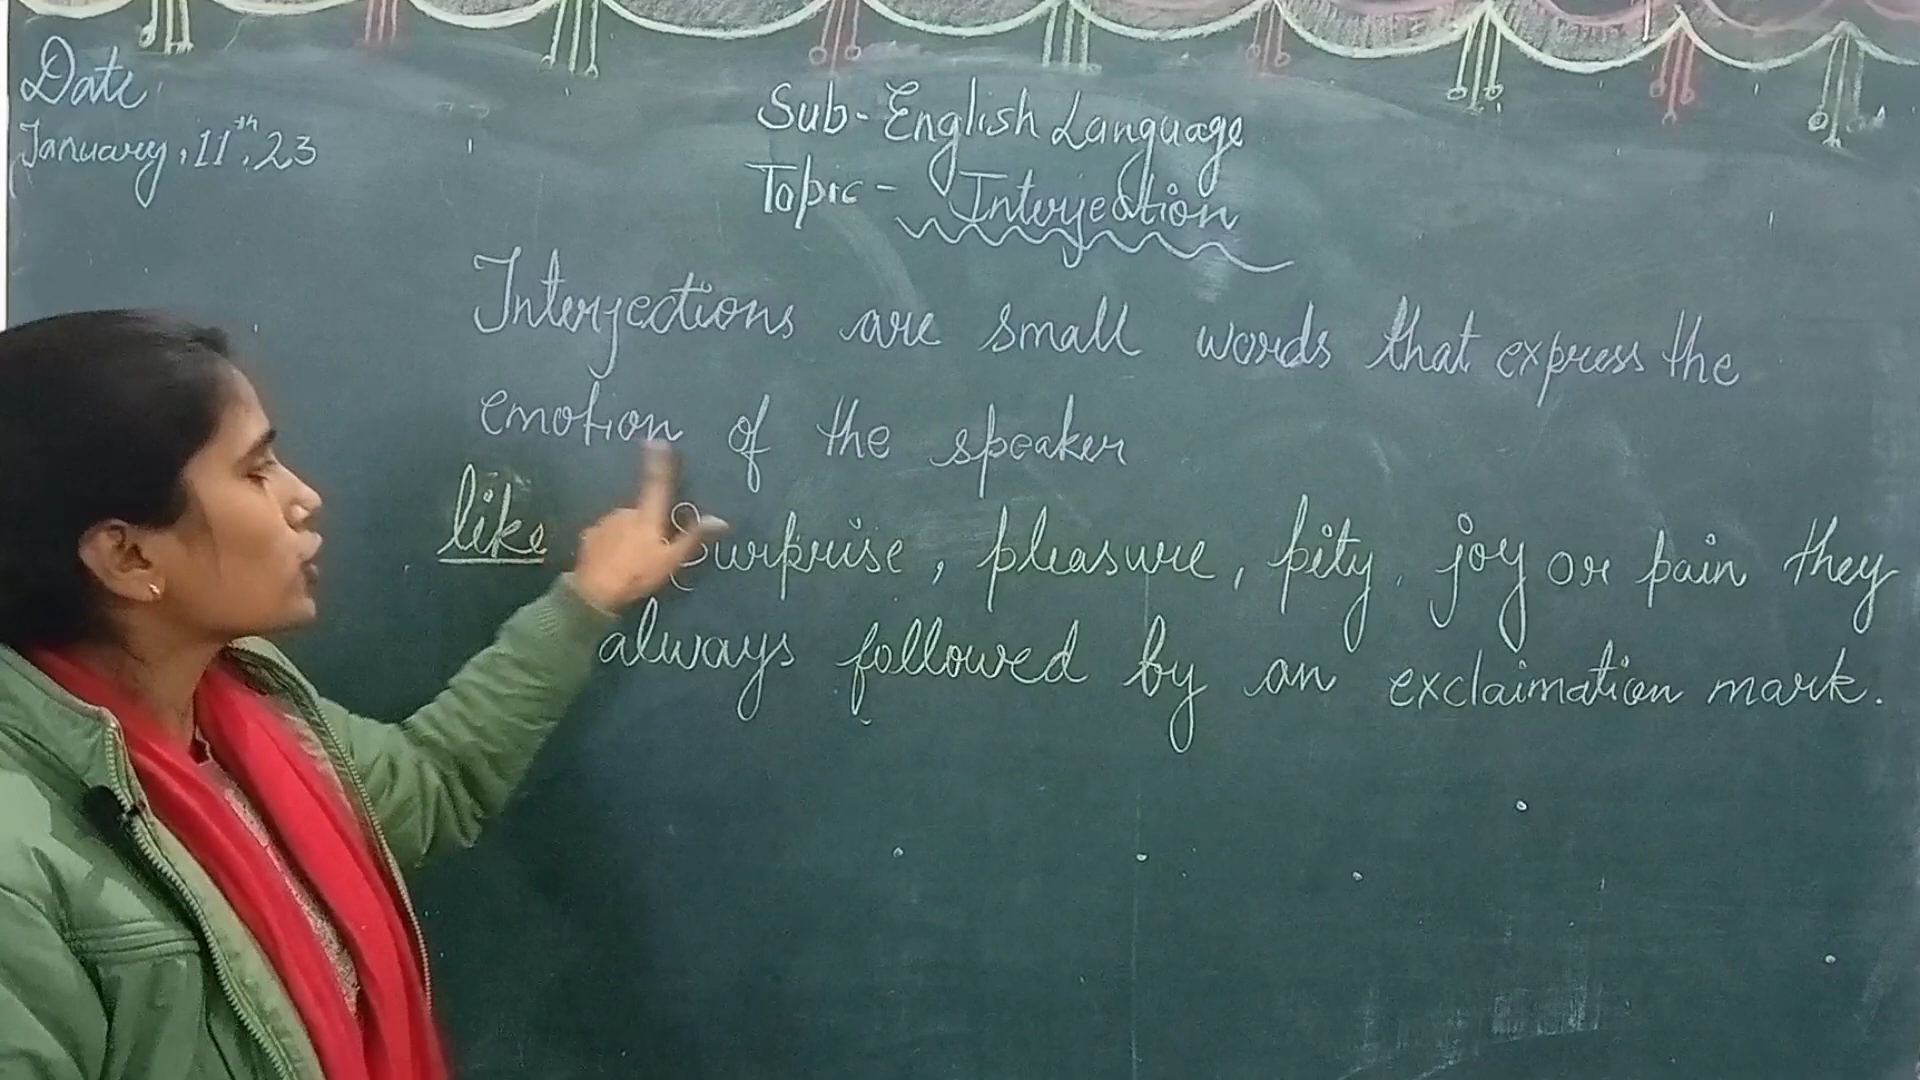 Date
January, 11th, 23
Sub- English Language
Topic - Interjection
Interjections are small words that express the
emotion of the speaker
like Surprise, pleasure, pity, joy or pain they
always followed by an exclaimation mark.